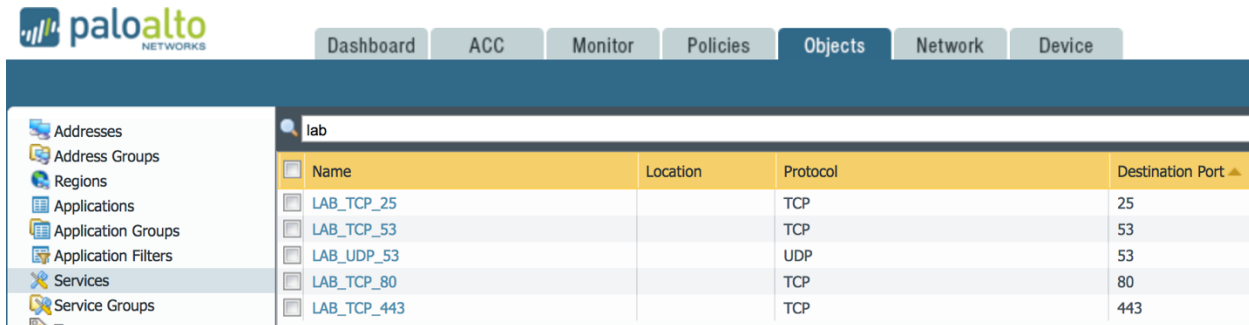 paloalto
NETWORKS
Dashboard ACC Monitor Policies Objects Network Device
Addresses
Address Groups
Regions
Applications
Application Groups
Application Filters
Services
Service Groups
lab
Name Location Protocol Destination Port
LAB_TCP_25 TCP 25
LAB_TCP_53 TCP 53
LAB_UDP_53 UDP 53
LAB_TCP_80 TCP 80
LAB_TCP_443 TCP 443